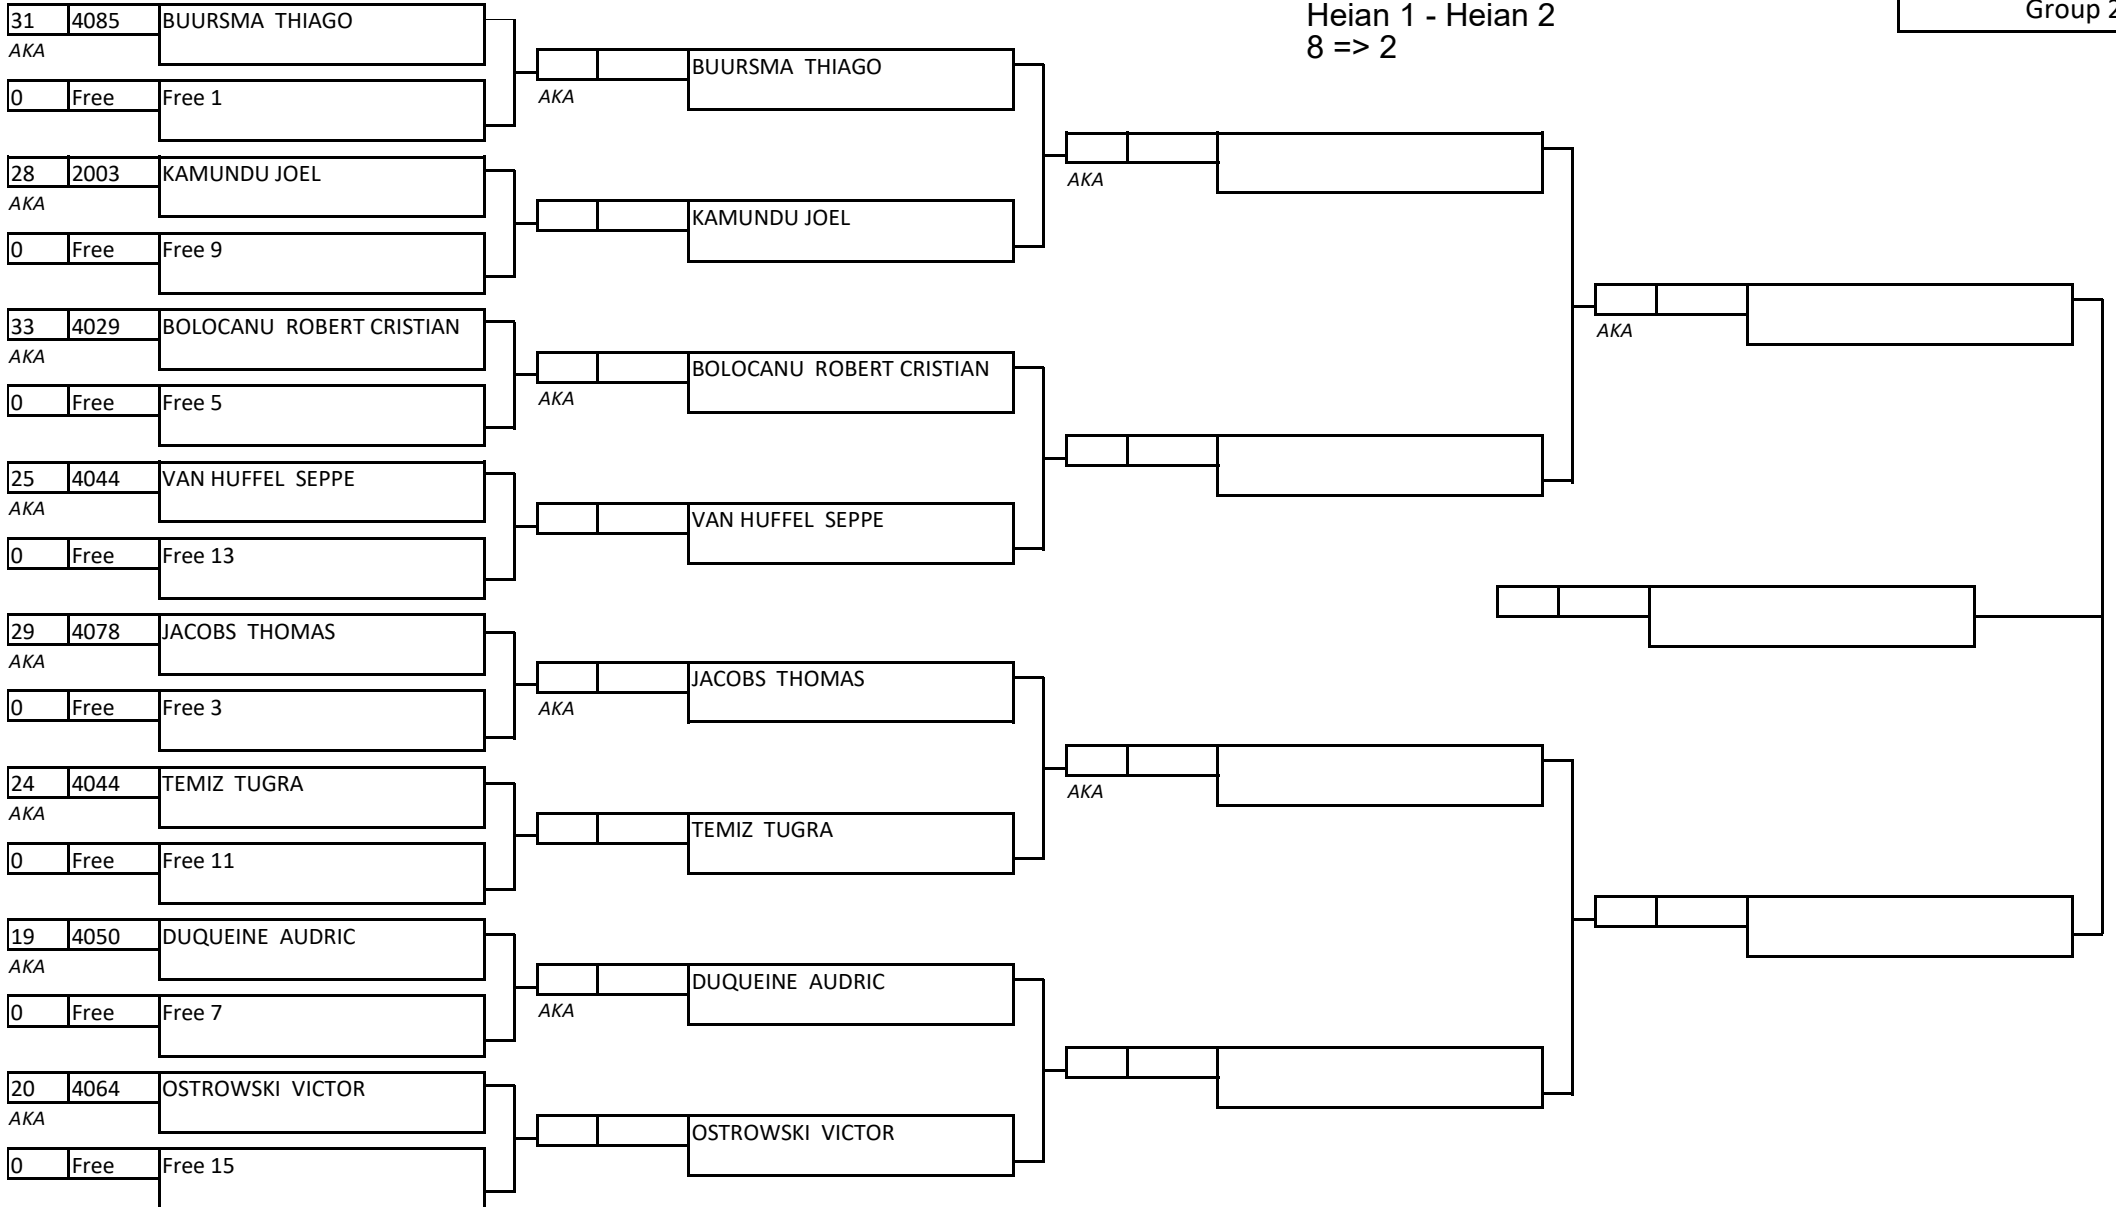 Heian 1 - Heian 2
8 => 2
Group 2
31 4085 BUURSMA THIAGO
AKA
0 Free Free 1
28 2003 KAMUNDU JOEL
AKA
0 Free Free 9
33 4029 BOLOCANU ROBERT CRISTIAN
AKA
0 Free Free 5
25 4044 VAN HUFFEL SEPPE
AKA
0 Free Free 13
29 4078 JACOBS THOMAS
AKA
0 Free Free 3
24 4044 TEMIZ TUGRA
AKA
0 Free Free 11
19 4050 DUQUEINE AUDRIC
AKA
0 Free Free 7
20 4064 OSTROWSKI VICTOR
AKA
0 Free Free 15
BUURSMA THIAGO
AKA
KAMUNDU JOEL
BOLOCANU ROBERT CRISTIAN
AKA
VAN HUFFEL SEPPE
JACOBS THOMAS
AKA
TEMIZ TUGRA
DUQUEINE AUDRIC
AKA
OSTROWSKI VICTOR
AKA
AKA
AKA